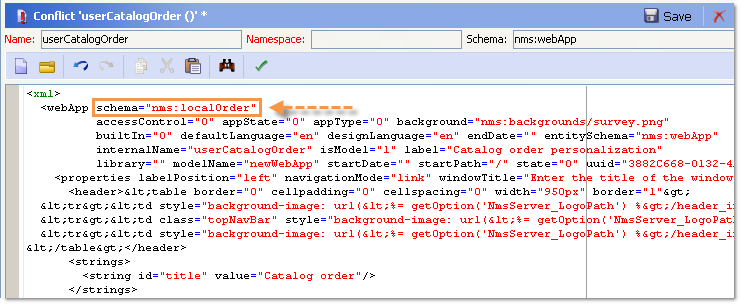 Conflict 'userCatalogOrder ()' *
Save
Name: userCatalogOrder Namespace: Schema: nms:webApp
<xml>
<webApp schema="nms:localOrder"
accessControl="0" appState="0" appType="0" background="nms:backgrounds/survey.png"
builtIn="0" defaultLanguage="en" designLanguage="en" endDate="" entitySchema="nms:webApp"
internalName="userCatalogOrder" isModel="1" label="Catalog order personalization"
library="" modelName="newWebApp" startDate="" startPath="/" state="0" uuid="3882C668-0132-4
<properties labelPosition="left" navigationMode="link" windowTitle="Enter the title of the window
<header>&lt;table border="0" cellpadding="0" cellspacing="0" width="950px" border="1"&gt;
&lt;tr&gt;&lt;td style="background-image: url(&lt;%= getOption('NmsServer_LogoPath') %&gt;/header_i
&lt;tr&gt;&lt;td class="topNavBar" style="background-image: url(&lt;%= getOption('NmsServer_LogoPa
&lt;tr&gt;&lt;td style="background-image: url(&lt;%= getOption('NmsServer_LogoPath') %&gt;/header_i
&lt;/table&gt;</header>
<strings>
<string id="title" value="Catalog order"/>
</strings>